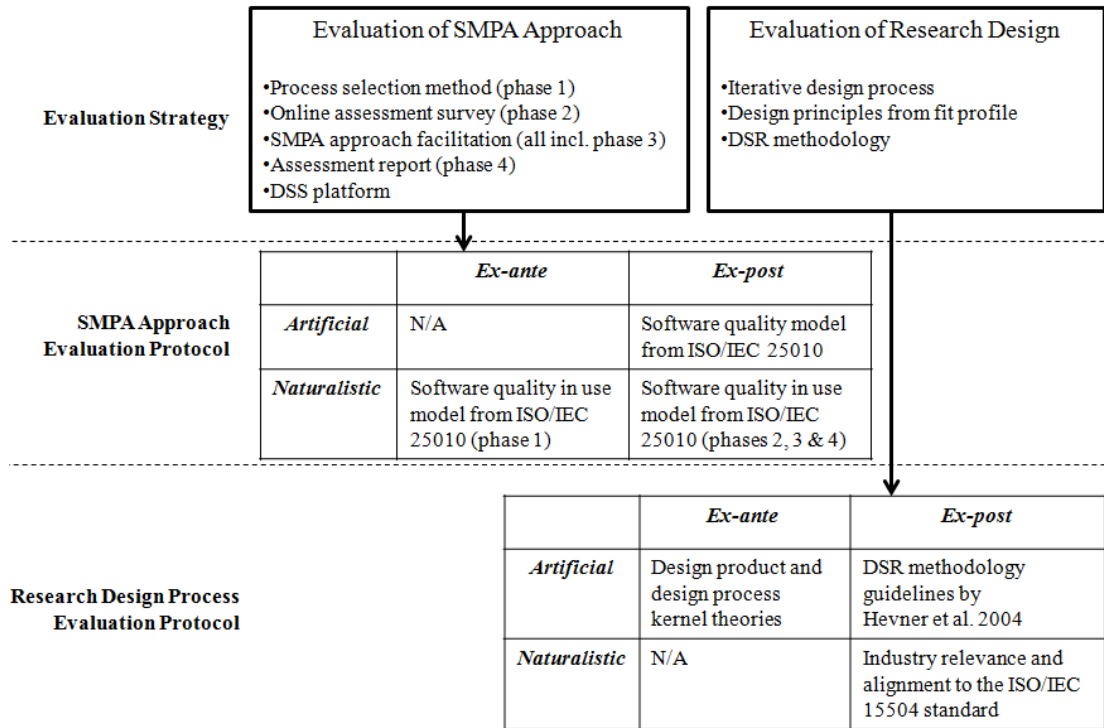 Evaluation of SMPA Approach
•Process selection method (phase 1)
•Online assessment survey (phase 2)
•SMPA approach facilitation (all incl. phase 3)
•Assessment report (phase 4)
•DSS platform
Evaluation of Research Design
•Iterative design process
•Design principles from fit profile
•DSR methodology
Evaluation Strategy
SMPA Approach
Evaluation Protocol
Ex-ante
Ex-post
Artificial
N/A
Software quality model
from ISO/IEC 25010
Naturalistic
Software quality in use
model from ISO/IEC
25010 (phase 1)
Software quality in use
model from ISO/IEC
25010 (phases 2, 3 & 4)
Research Design Process
Evaluation Protocol
Ex-ante
Ex-post
Artificial
Design product and
design process
kernel theories
DSR methodology
guidelines by
Hevner et al. 2004
Naturalistic
N/A
Industry relevance and
alignment to the ISO/IEC
15504 standard